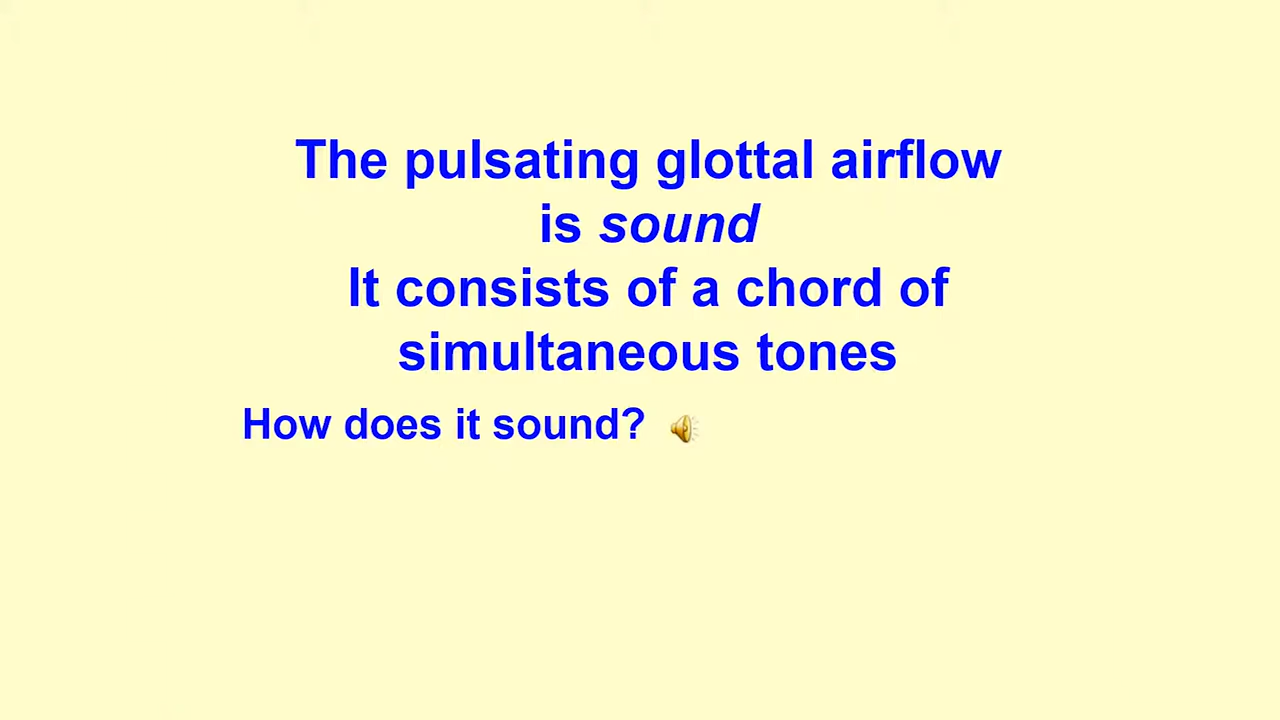 The pulsating glottal airflow
is sound
It consists of a chord of
simultaneous tones
How does it sound?